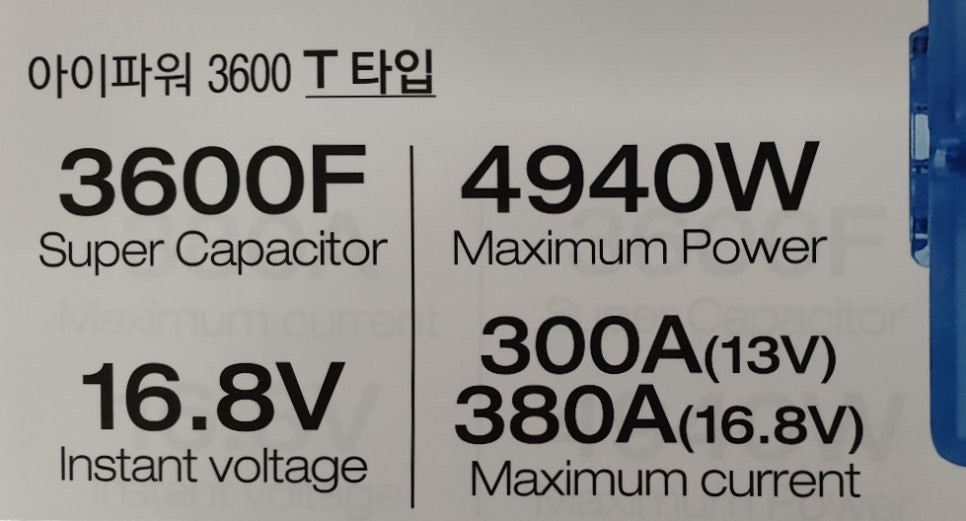 아이파워 3600 T 타입
3600F
Super Capacitor
16.8V
Instant voltage
4940W
Maximum Power
300A(13V)
380A(16.8V)
Maximum current